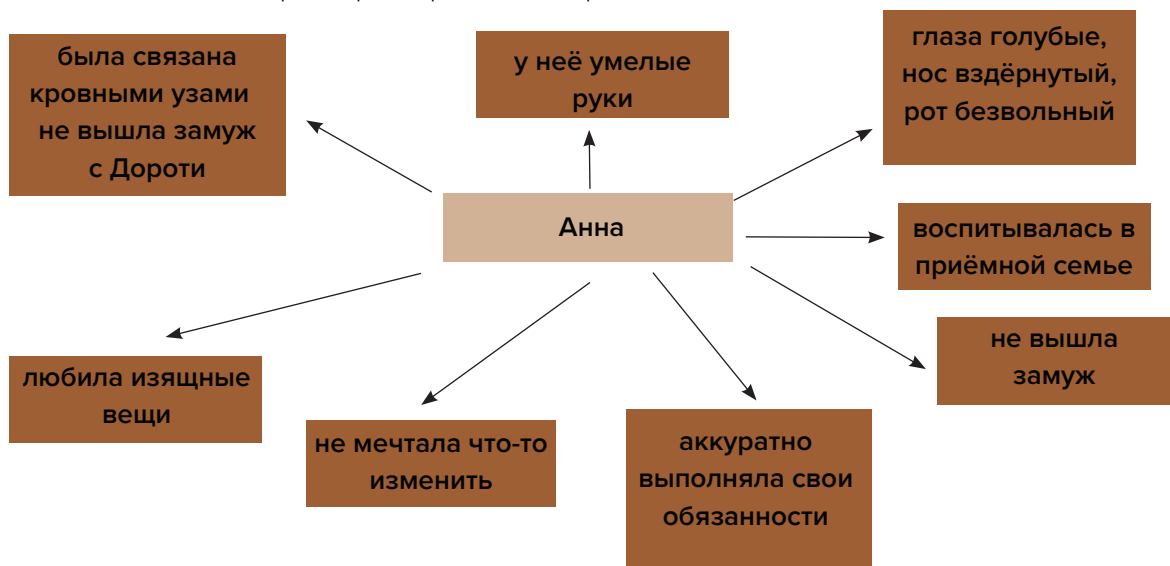 была связана
кровными узами
не вышла замуж
с Дороти
у неё умелые
руки
глаза голубые,
нос вздёрнутый,
рот безвольный
Анна
воспитывалась в
приёмной семье
не вышла
замуж
любила изящные
вещи
не мечтала что-то
изменить
аккуратно
выполняла свои
обязанности